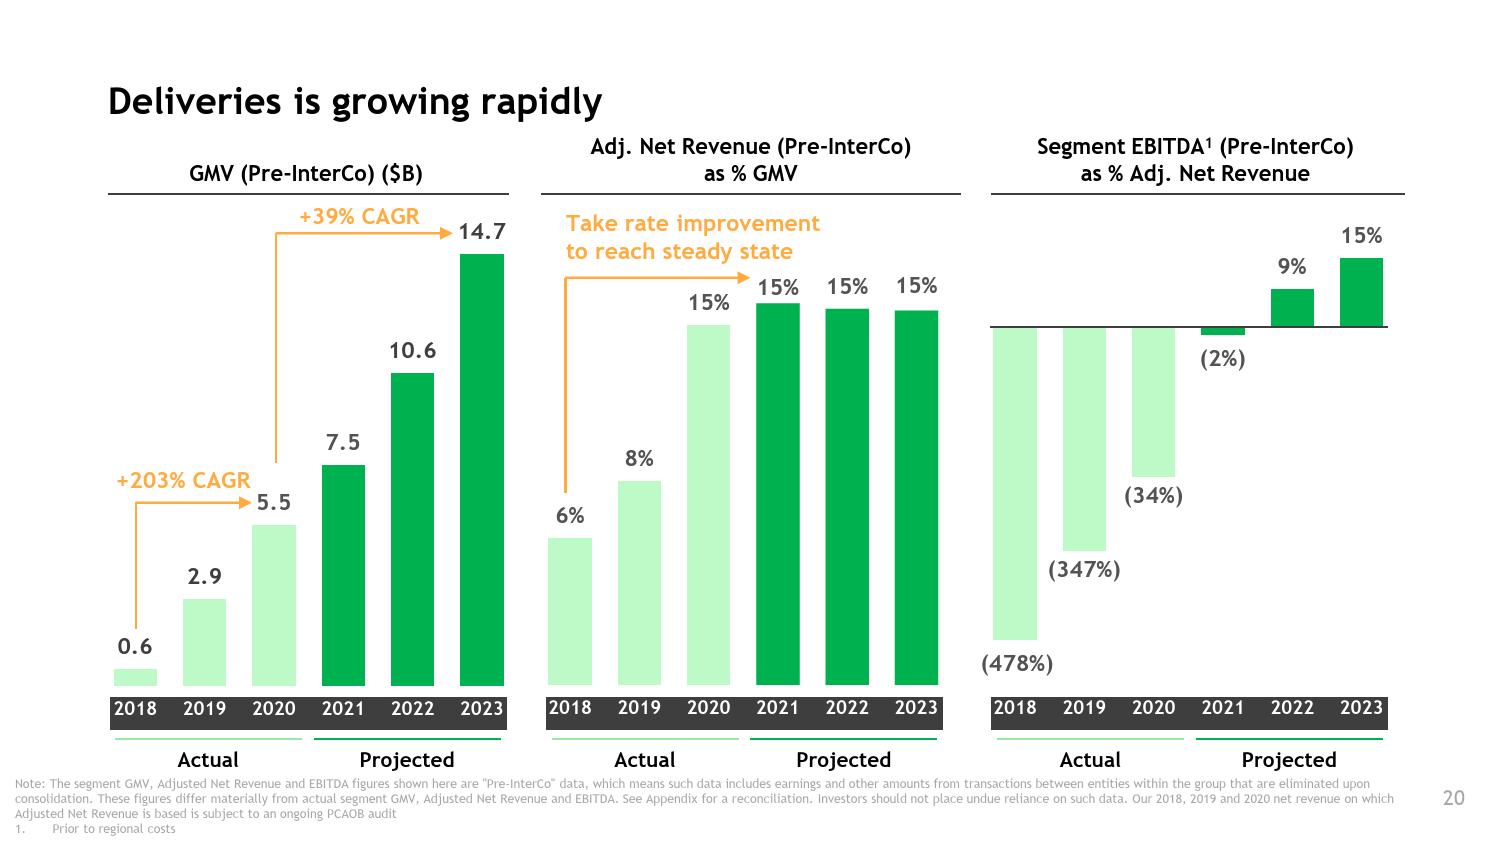 Deliveries is growing rapidly
GMV (Pre-InterCo) ($B)
+39% CAGR
14.7
10.6
7.5
+203% CAGR
5.5
2.9
0.6
2018 2019 2020 2021 2022 2023
Actual Projected
Adj. Net Revenue (Pre-InterCo)
as % GMV
Take rate improvement
to reach steady state
15% 15% 15% 15%
8%
6%
2018 2019 2020 2021 2022 2023
Actual Projected
Segment EBITDA¹ (Pre-InterCo)
as % Adj. Net Revenue
15%
9%
(2%)
(34%)
(347%)
(478%)
2018 2019 2020 2021 2022 2023
Actual Projected
Note: The segment GMV, Adjusted Net Revenue and EBITDA figures shown here are "Pre-InterCo" data, which means such data includes earnings and other amounts from transactions between entities within the group that are eliminated upon
consolidation. These figures differ materially from actual segment GMV, Adjusted Net Revenue and EBITDA. See Appendix for a reconciliation. Investors should not place undue reliance on such data. Our 2018, 2019 and 2020 net revenue on which
Adjusted Net Revenue is based is subject to an ongoing PCAOB audit
1. Prior to regional costs
20